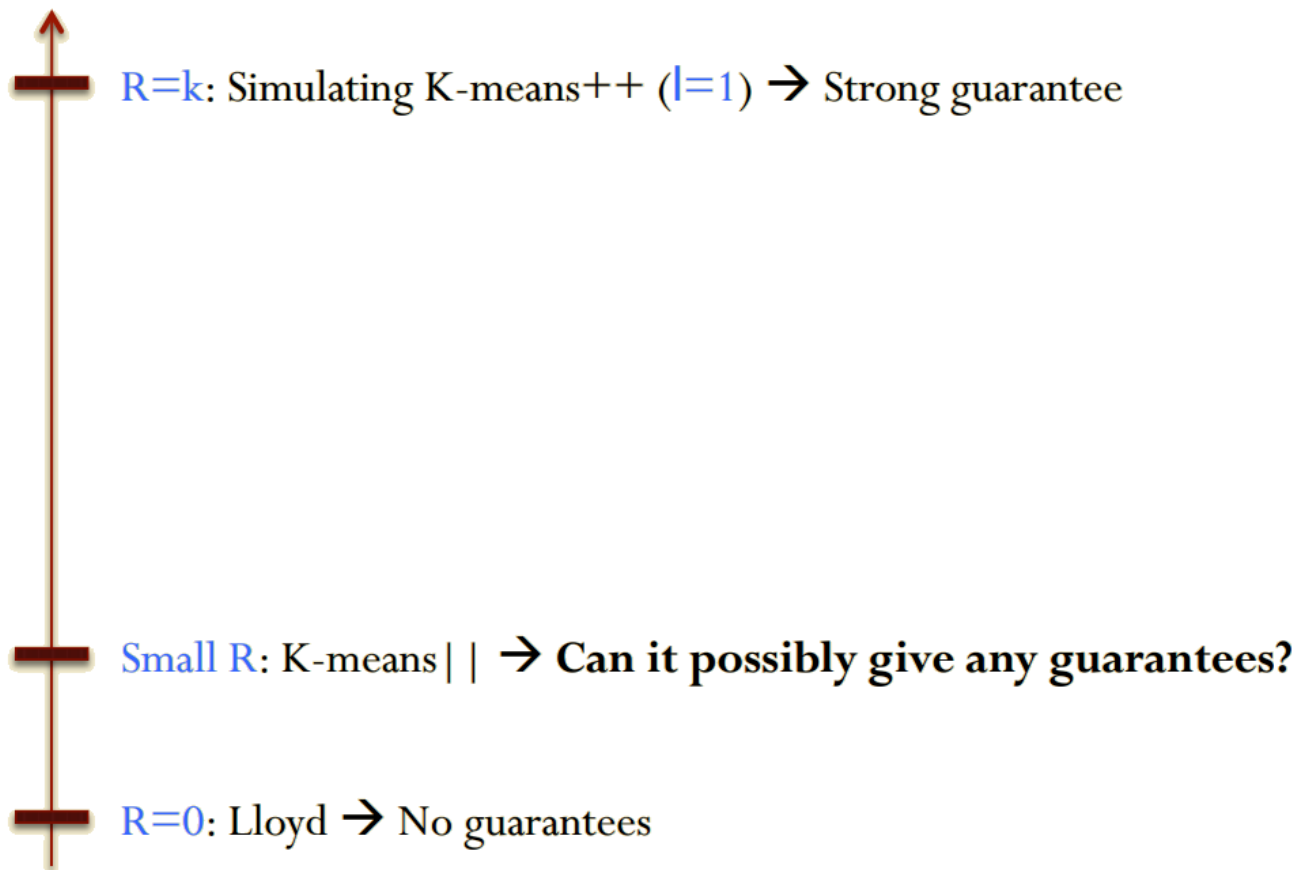 R=k: Simulating K-means++ (l=1) → Strong guarantee
Small R: K-means|| → Can it possibly give any guarantees?
R=0: Lloyd → No guarantees